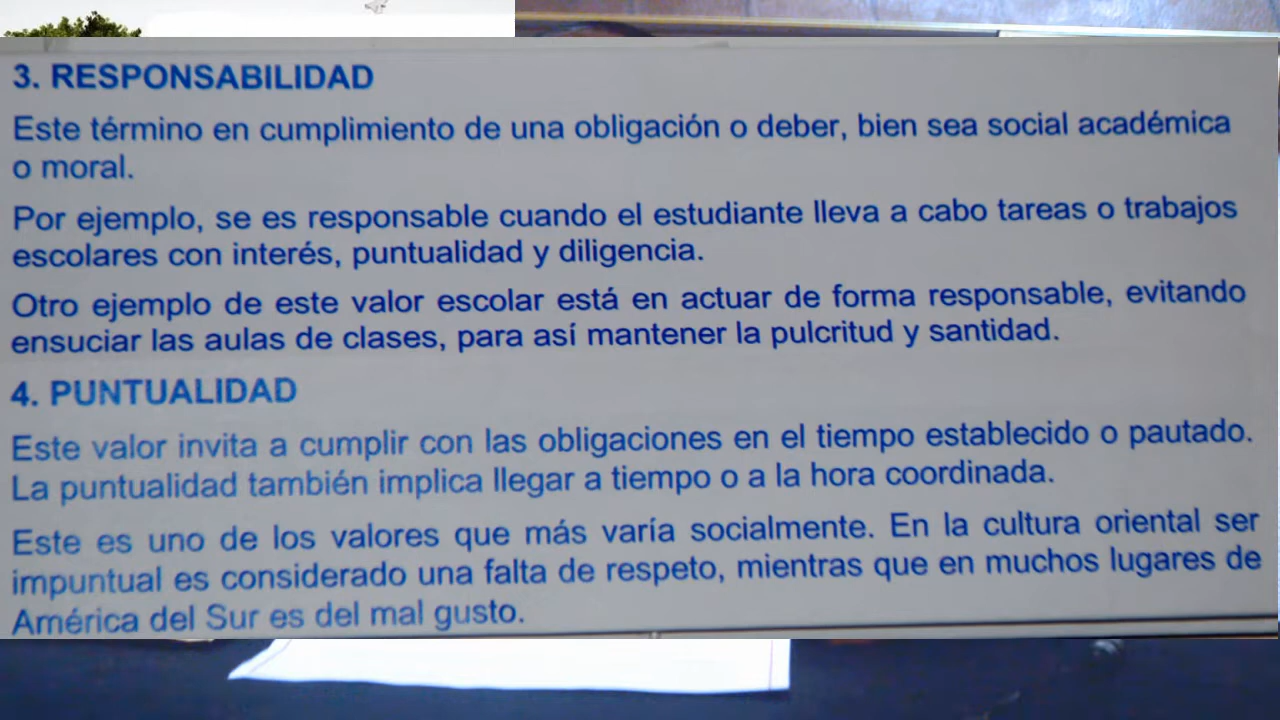 3. RESPONSABILIDAD
Este término en cumplimiento de una obligación o deber, bien sea social académica
o moral.
Por ejemplo, se es responsable cuando el estudiante lleva a cabo tareas o trabajos
escolares con interés, puntualidad y diligencia.
Otro ejemplo de este valor escolar está en actuar de forma responsable, evitando
ensuciar las aulas de clases, para así mantener la pulcritud y santidad.
4. PUNTUALIDAD
Este valor invita a cumplir con las obligaciones en el tiempo establecido o pautado.
La puntualidad también implica llegar a tiempo o a la hora coordinada.
Este es uno de los valores que más varía socialmente. En la cultura oriental ser
impuntual es considerado una falta de respeto, mientras que en muchos lugares de
América del Sur es del mal gusto.